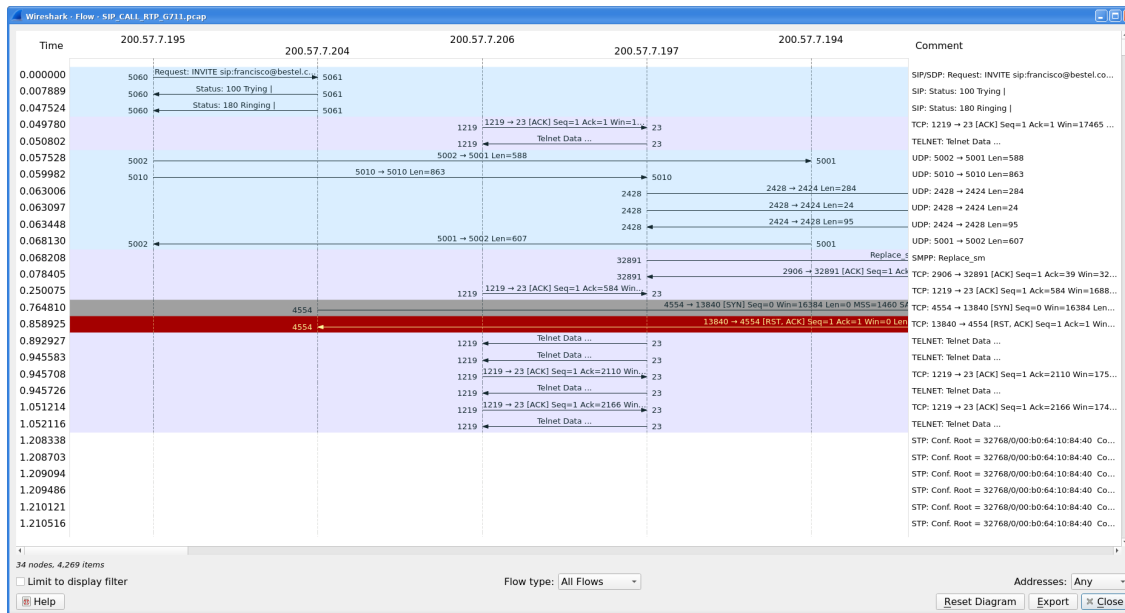 Wireshark · Flow · SIP_CALL_RTP_G711.pcap
Time 200.57.7.195 200.57.7.204 200.57.7.206 200.57.7.197 200.57.7.194 Comment
0.000000 5060 Request: INVITE sip:francisco@bestel.c... 5061 SIP/SDP: Request: INVITE sip:francisco@bestel.co...
0.007889 5060 Status: 100 Trying | 5061 SIP: Status: 100 Trying |
0.047524 5060 Status: 180 Ringing | 5061 SIP: Status: 180 Ringing |
0.049780 1219 1219 → 23 [ACK] Seq=1 Ack=1 Win=1... 23 TCP: 1219 → 23 [ACK] Seq=1 Ack=1 Win=17465 ...
0.050802 1219 Telnet Data ... 23 TELNET: Telnet Data ...
0.057528 5002 5002 → 5001 Len=588 5001 UDP: 5002 → 5001 Len=588
0.059982 5010 5010 → 5010 Len=863 5010 UDP: 5010 → 5010 Len=863
0.063006 2428 2428 → 2424 Len=284 UDP: 2428 → 2424 Len=284
0.063097 2428 2428 → 2424 Len=24 UDP: 2428 → 2424 Len=24
0.063448 2428 2424 → 2428 Len=95 UDP: 2424 → 2428 Len=95
0.068130 5002 5001 → 5002 Len=607 5001 UDP: 5001 → 5002 Len=607
0.068208 32891 Replace_s SMPP: Replace_sm
0.078405 32891 2906 → 32891 [ACK] Seq=1 Ack TCP: 2906 → 32891 [ACK] Seq=1 Ack=39 Win=32...
0.250075 1219 1219 → 23 [ACK] Seq=1 Ack=584 Win... 23 TCP: 1219 → 23 [ACK] Seq=1 Ack=584 Win=1688...
0.764810 4554 4554 → 13840 [SYN] Seq=0 Win=16384 Len=0 MSS=1460 SA TCP: 4554 → 13840 [SYN] Seq=0 Win=16384 Len...
0.858925 4554 13840 → 4554 [RST, ACK] Seq=1 Ack=1 Win=0 Len TCP: 13840 → 4554 [RST, ACK] Seq=1 Ack=1 Win...
0.892927 1219 Telnet Data ... 23 TELNET: Telnet Data ...
0.945583 1219 Telnet Data ... 23 TELNET: Telnet Data ...
0.945708 1219 1219 → 23 [ACK] Seq=1 Ack=2110 Win... 23 TCP: 1219 → 23 [ACK] Seq=1 Ack=2110 Win=175...
0.945726 1219 Telnet Data ... 23 TELNET: Telnet Data ...
1.051214 1219 1219 → 23 [ACK] Seq=1 Ack=2166 Win... 23 TCP: 1219 → 23 [ACK] Seq=1 Ack=2166 Win=174...
1.052116 1219 Telnet Data ... 23 TELNET: Telnet Data ...
1.208338 STP: Conf. Root = 32768/0/00:b0:64:10:84:40 Co...
1.208703 STP: Conf. Root = 32768/0/00:b0:64:10:84:40 Co...
1.209094 STP: Conf. Root = 32768/0/00:b0:64:10:84:40 Co...
1.209486 STP: Conf. Root = 32768/0/00:b0:64:10:84:40 Co...
1.210121 STP: Conf. Root = 32768/0/00:b0:64:10:84:40 Co...
1.210516 STP: Conf. Root = 32768/0/00:b0:64:10:84:40 Co...
34 nodes, 4,269 items
Limit to display filter Flow type: All Flows Addresses: Any
Help Reset Diagram Export Close